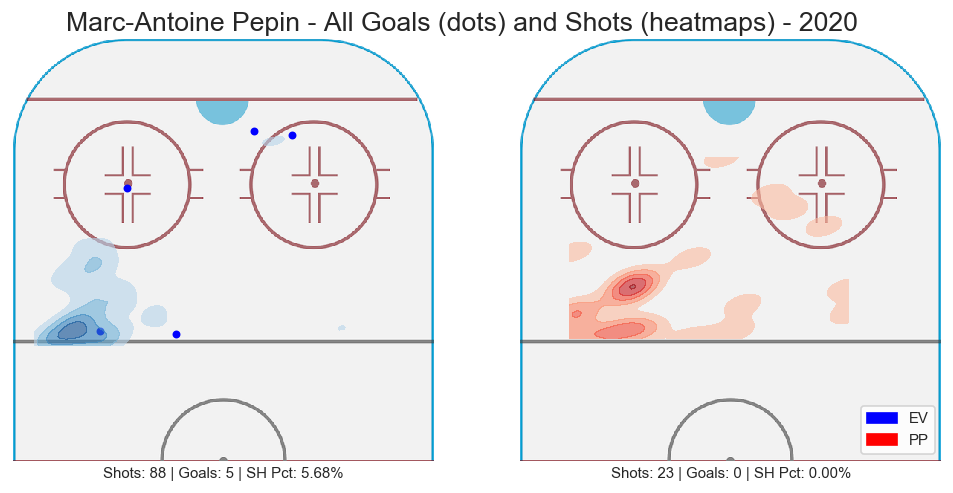 Marc-Antoine Pepin - All Goals (dots) and Shots (heatmaps) - 2020
EV
PP
Shots: 88 | Goals: 5 | SH Pct: 5.68%
Shots: 23 | Goals: 0 | SH Pct: 0.00%